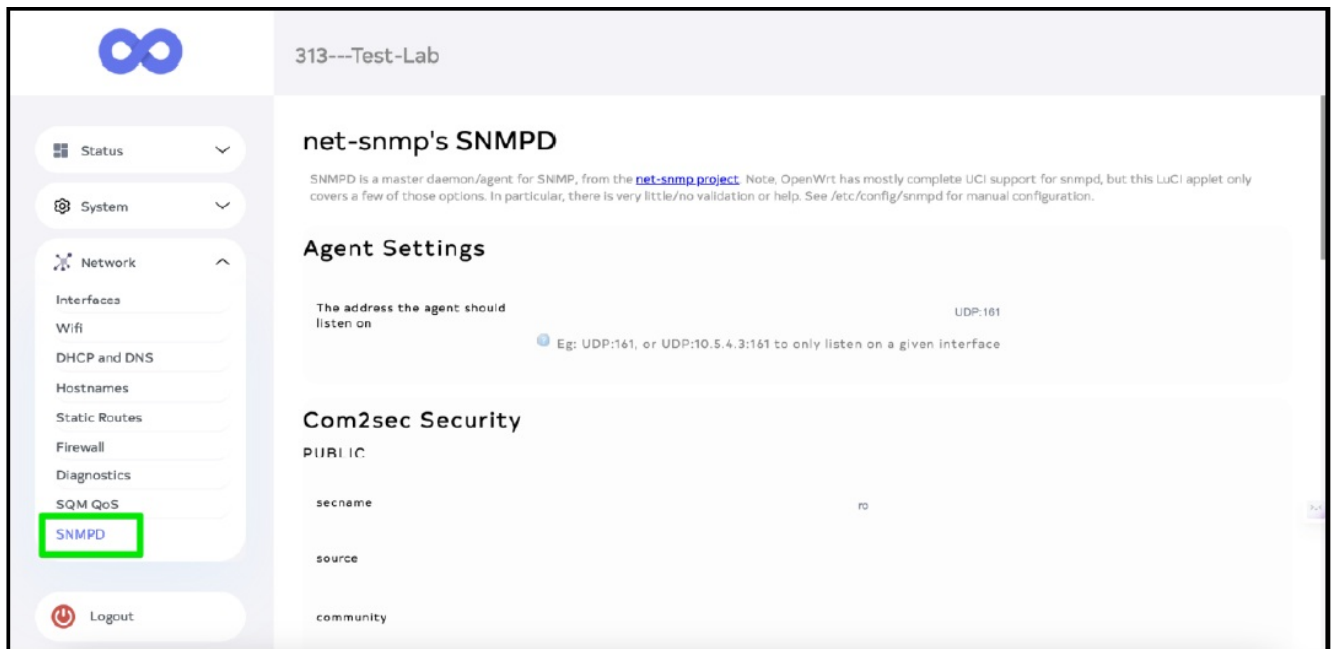 313---Test-Lab
Status
System
Network
Interfaces
Wifi
DHCP and DNS
Hostnames
Static Routes
Firewall
Diagnostics
SQM QoS
SNMPD
Logout
net-snmp's SNMPD
SNMPD is a master daemon/agent for SNMP, from the net-snmp project. Note, OpenWrt has mostly complete UCI support for snmpd, but this LuCI applet only
covers a few of those options. In particular, there is very little/no validation or help. See /etc/config/snmpd for manual configuration.
Agent Settings
The address the agent should
listen on
UDP:161
Eg: UDP:161, or UDP:10.5.4.3:161 to only listen on a given interface
Com2sec Security
PUBLIC
secname
ro
source
community